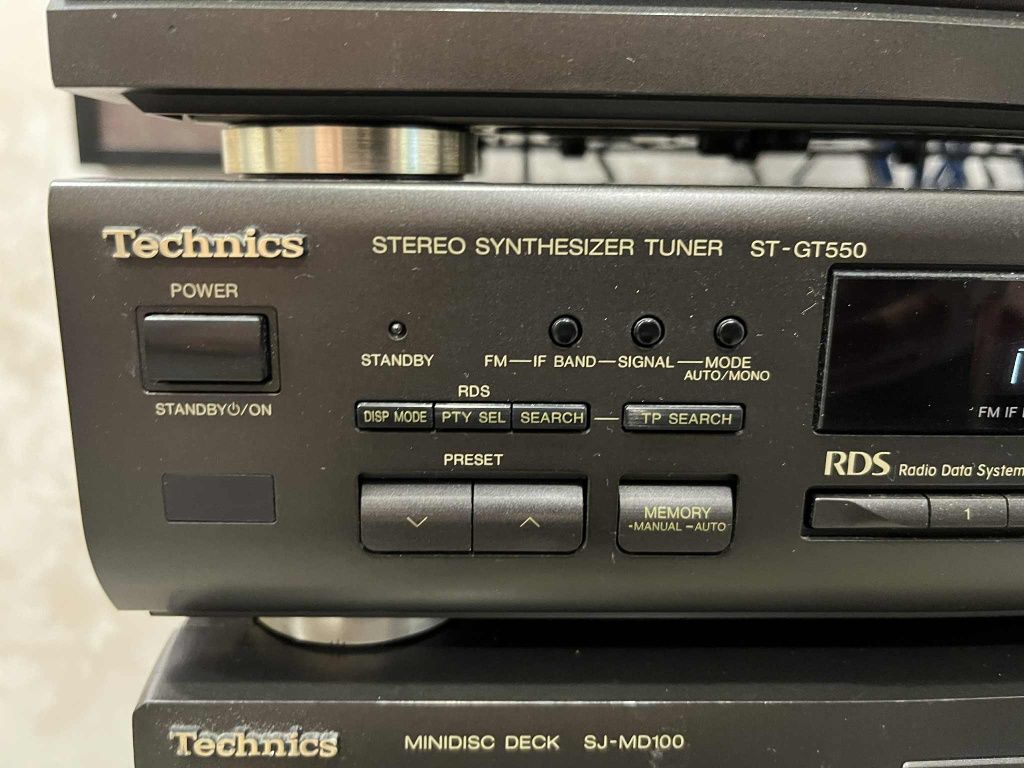 Technics STEREO SYNTHESIZER TUNER ST-GT550
POWER
STANDBY FM IF BAND SIGNAL MODE
AUTO/MONO
STANDBY⏻/ON
RDS
DISP MODE PTY SEL SEARCH TP SEARCH
FM IF
PRESET
RDS Radio Data System
MEMORY
-MANUAL -AUTO
1
Technics MINIDISC DECK SJ-MD100